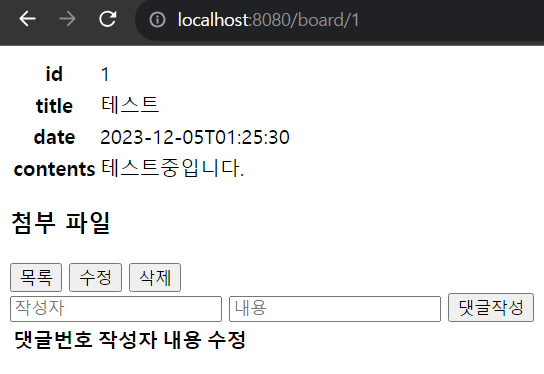 localhost:8080/board/1
id 1
title 테스트
date 2023-12-05T01:25:30
contents 테스트중입니다.
첨부 파일
목록 수정 삭제
작성자 내용 댓글작성
댓글번호 작성자 내용 수정